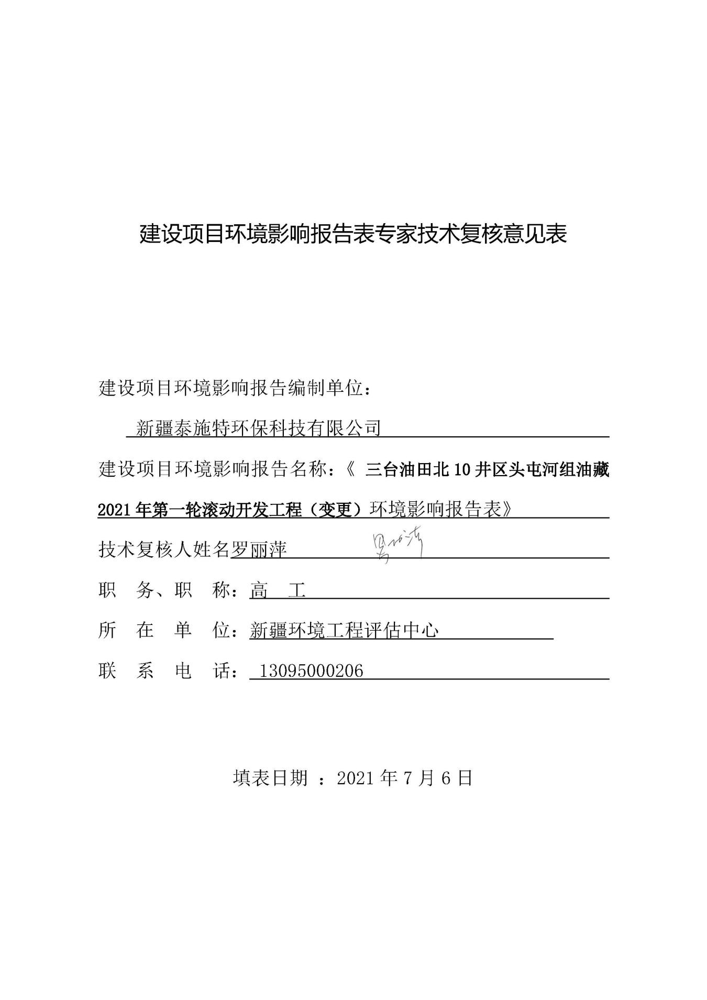 建设项目环境影响报告表专家技术复核意见表
建设项目环境影响报告编制单位：
新疆泰施特环保科技有限公司
建设项目环境影响报告名称：《 三台油田北 10 井区头屯河组油藏
2021 年第一轮滚动开发工程（变更）环境影响报告表》
技术复核人姓名罗丽萍
职 务、职 称：高 工
所 在 单 位：新疆环境工程评估中心
联 系 电 话： 13095000206
填表日期 ：2021 年 7 月 6 日